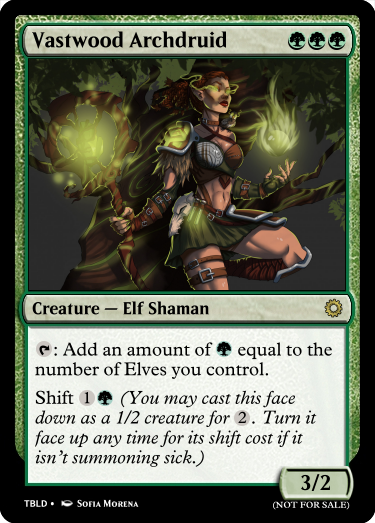 Vastwood Archdruid
Creature — Elf Shaman
: Add an amount of equal to the
number of Elves you control.
Shift 1 (You may cast this face
down as a 1/2 creature for 2. Turn it
face up any time for its shift cost if it
isn't summoning sick.)
3/2
TBLD • Sofia Morena
(NOT FOR SALE)